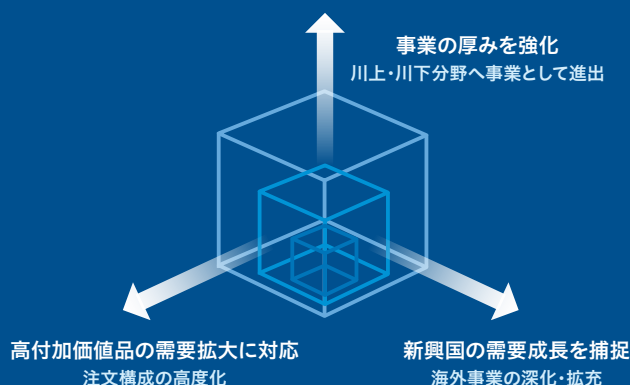 事業の厚みを強化
川上・川下分野へ事業として進出
高付加価値品の需要拡大に対応
注文構成の高度化
新興国の需要成長を捕捉
海外事業の深化・拡充